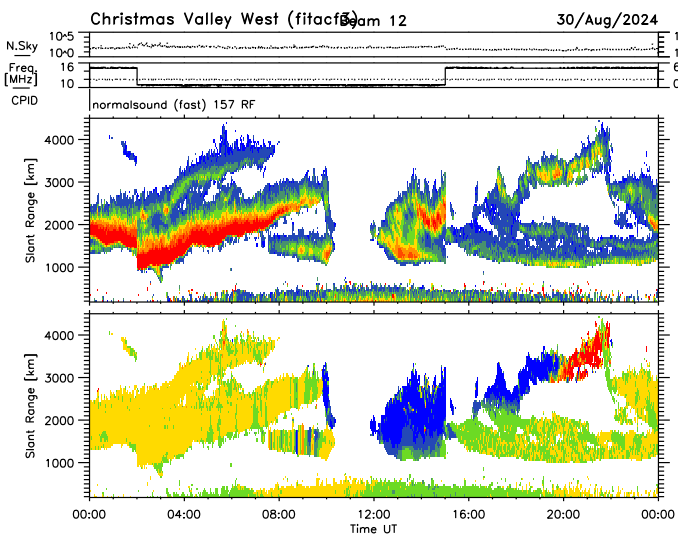 Christmas Valley West (fitacf3) Beam 12 30/Aug/2024
N.Sky 10^5 10^0
Freq. [MHz] 16 10
CPID normalsound (fast) 157 RF
Slant Range [km] 4000 3000 2000 1000
Slant Range [km] 4000 3000 2000 1000
00:00 04:00 08:00 12:00 16:00 20:00 00:00
Time UT